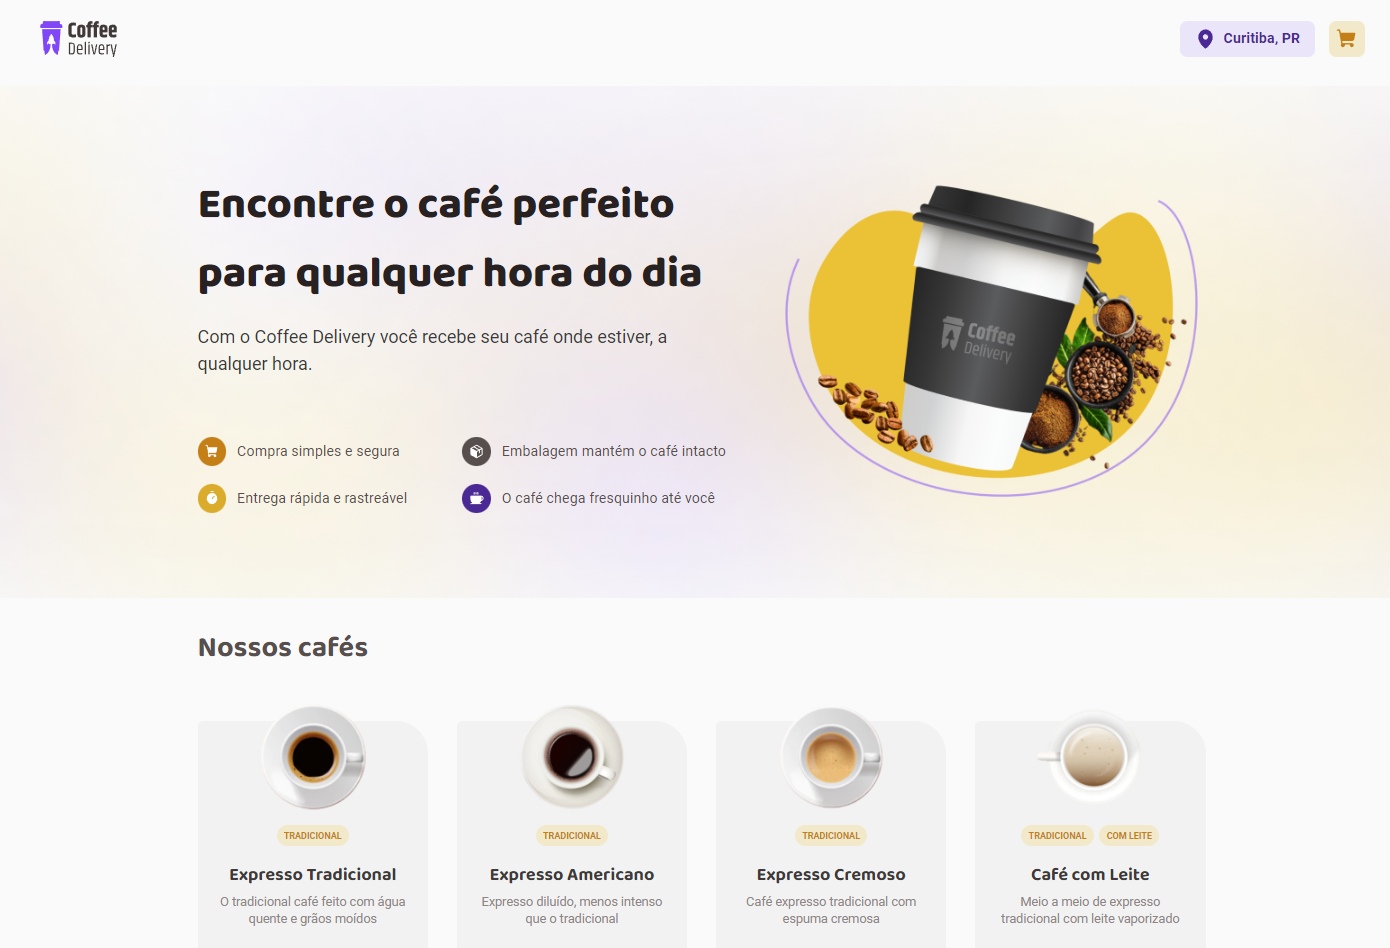 Coffee
Delivery
Curitiba, PR
Encontre o café perfeito
para qualquer hora do dia
Com o Coffee Delivery você recebe seu café onde estiver, a
qualquer hora.
Compra simples e segura
Embalagem mantém o café intacto
Entrega rápida e rastreável
O café chega fresquinho até você
Coffee
Delivery
Nossos cafés
TRADICIONAL
Expresso Tradicional
O tradicional café feito com água
quente e grãos moídos
TRADICIONAL
Expresso Americano
Expresso diluído, menos intenso
que o tradicional
TRADICIONAL
Expresso Cremoso
Café expresso tradicional com
espuma cremosa
TRADICIONAL COM LEITE
Café com Leite
Meio a meio de expresso
tradicional com leite vaporizado